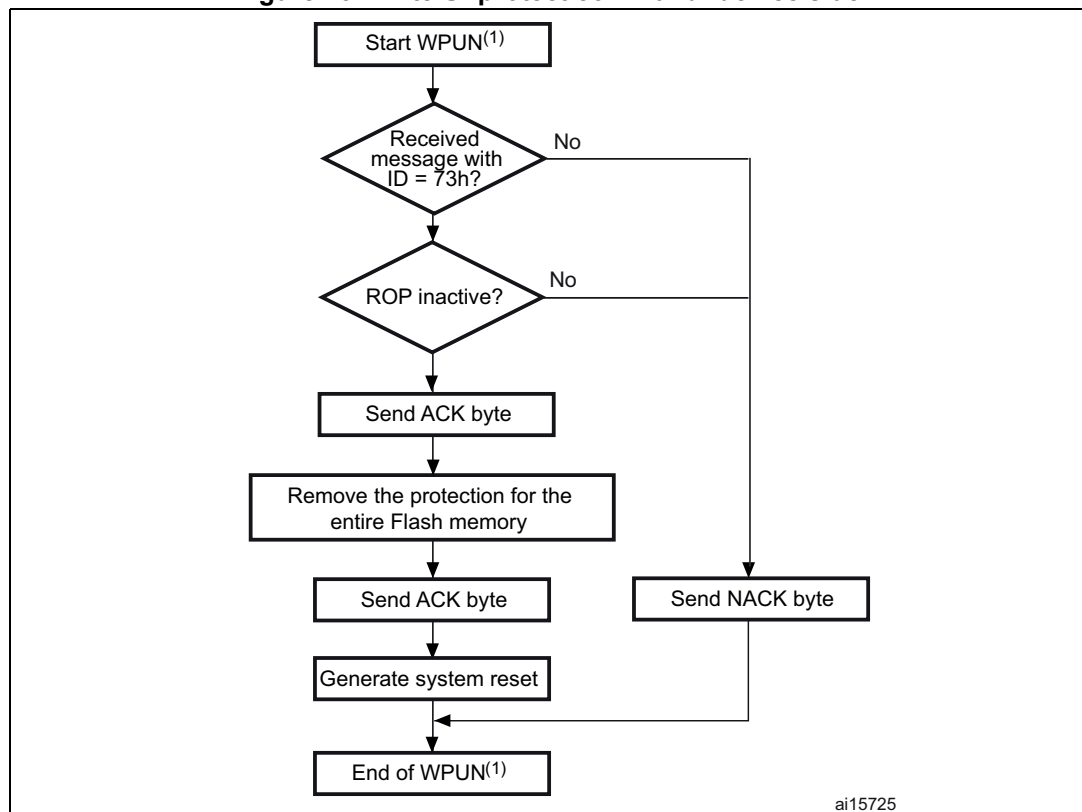 Start WPUN(1)
Received
message with
ID = 73h?
No
ROP inactive?
No
Send ACK byte
Remove the protection for the
entire Flash memory
Send ACK byte
Send NACK byte
Generate system reset
End of WPUN(1)
ai15725